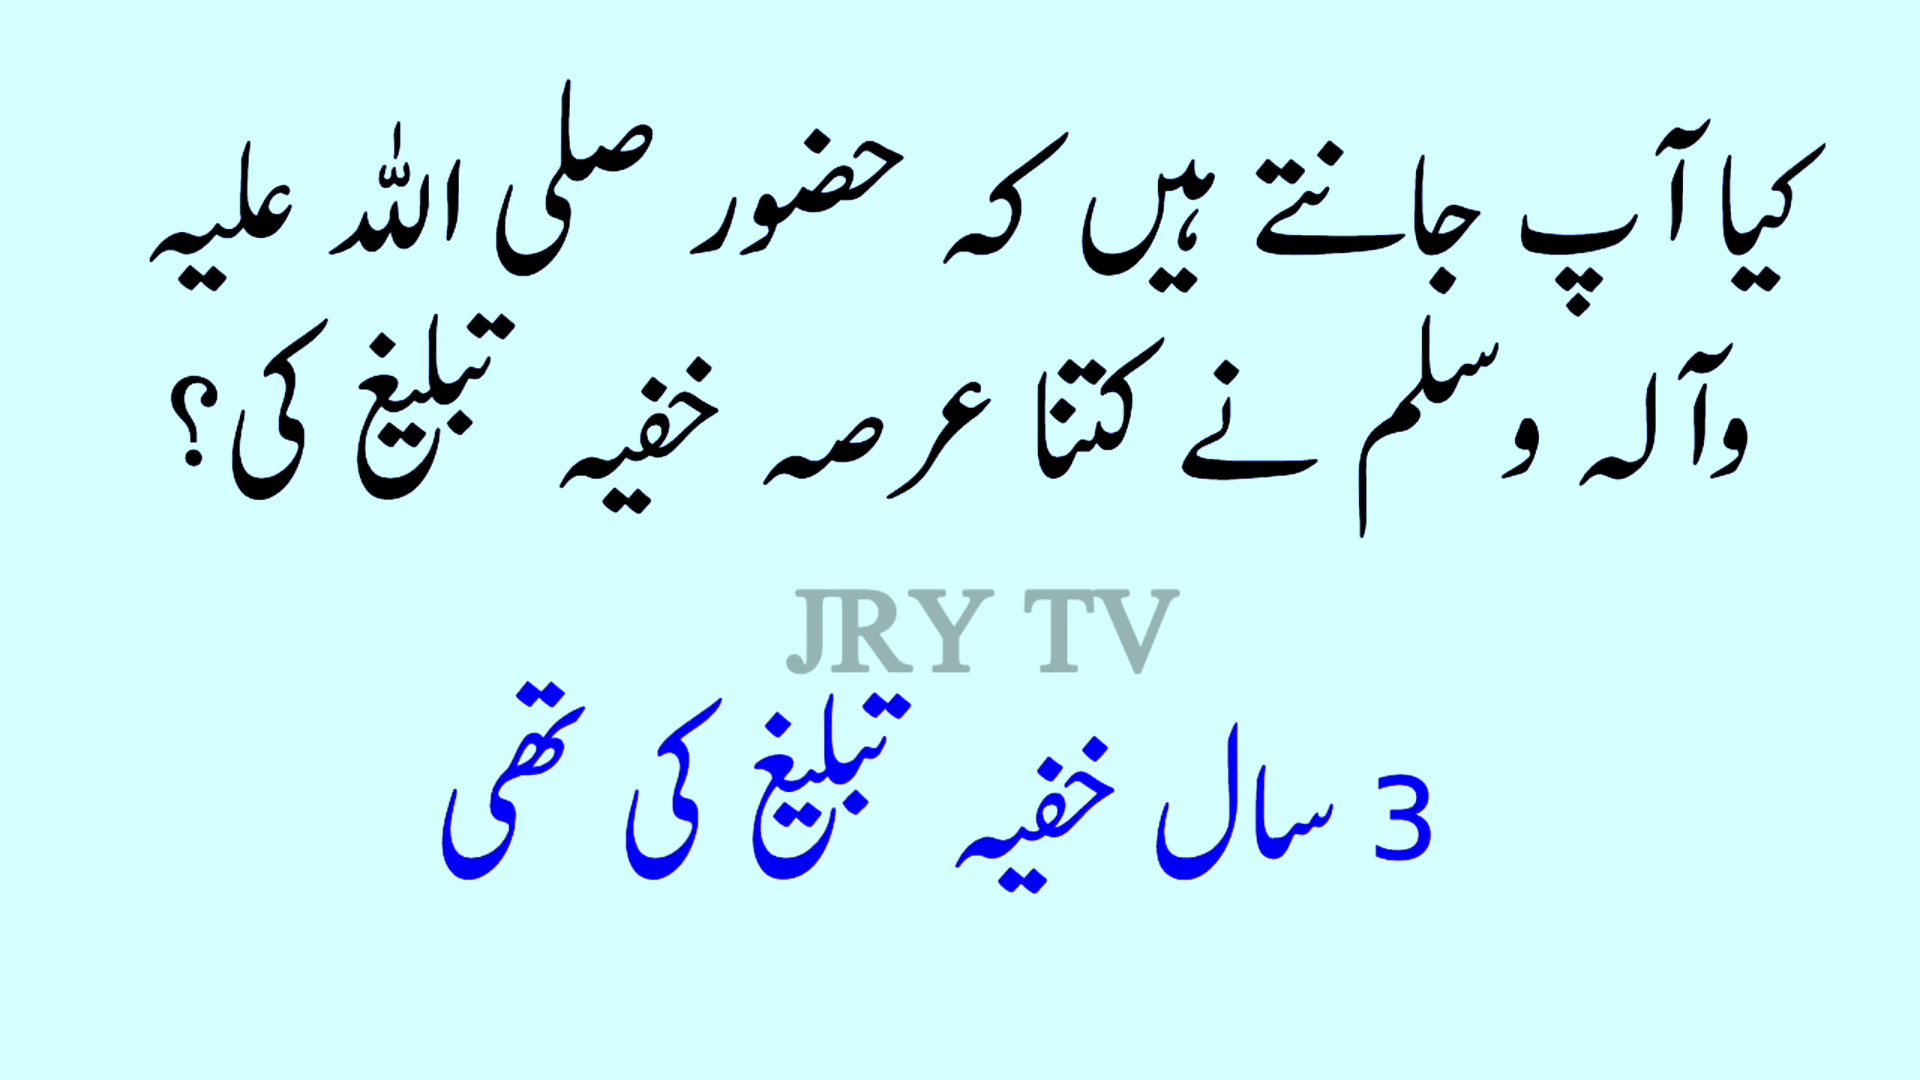 کیا آپ جانتے ہیں کہ حضور صلی اللہ علیہ
وآلہ وسلم نے کتنا عرصہ خفیہ تبلیغ کی؟
JRY TV
3 سال خفیہ تبلیغ کی تھی